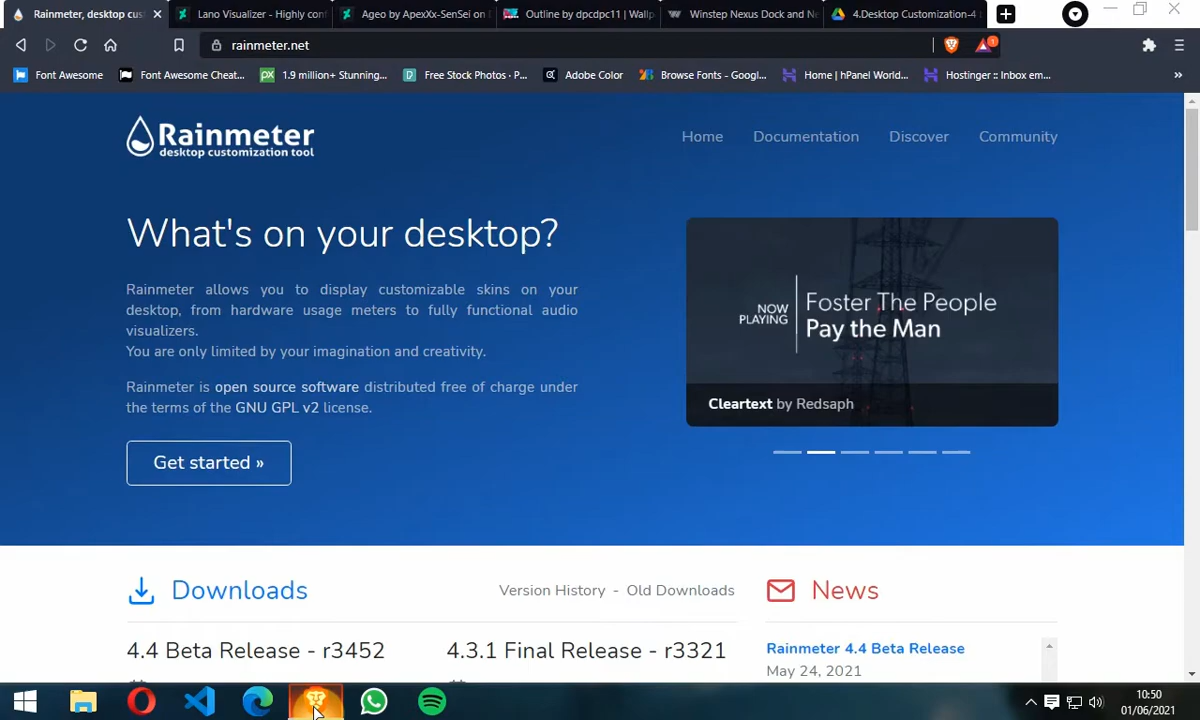 Rainmeter, desktop cus
Lano Visualizer - Highly conf
Ageo by ApexXx-SenSei on D
Outline by dpcdpc11 | Wallp
Winstep Nexus Dock and Ne
4.Desktop Customization-4
rainmeter.net
1
Font Awesome
Font Awesome Cheat...
1.9 million+ Stunning...
Free Stock Photos · P...
Adobe Color
Browse Fonts - Googl...
Home | hPanel World...
Hostinger :: Inbox em...
»
Rainmeter
desktop customization tool
Home
Documentation
Discover
Community
What's on your desktop?
Rainmeter allows you to display customizable skins on your
desktop, from hardware usage meters to fully functional audio
visualizers.
You are only limited by your imagination and creativity.
Rainmeter is open source software distributed free of charge under
the terms of the GNU GPL v2 license.
Get started »
NOW
PLAYING
Foster The People
Pay the Man
Cleartext by Redsaph
Downloads
Version History - Old Downloads
News
4.4 Beta Release - r3452
4.3.1 Final Release - r3321
Rainmeter 4.4 Beta Release
May 24, 2021
10:50
01/06/2021